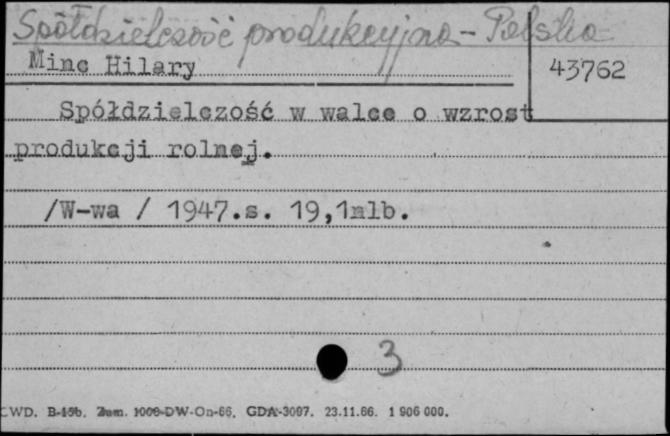 Spółdzielczość produkcyjna - Polska
Minc Hilary
43762
Spółdzielczość w walce o wzrost
produkcji rolnej.
/W-wa / 1947.s. 19,1nlb.
3
WD. B-15b. Zam. 1006-DW-On-66. GDA-3097. 23.11.66. 1 906 000.